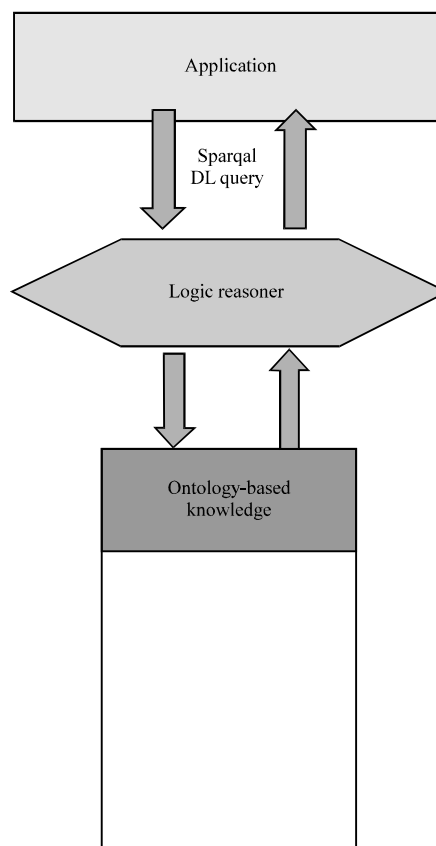 Application
Sparqal
DL query
Logic reasoner
Ontology-based
knowledge